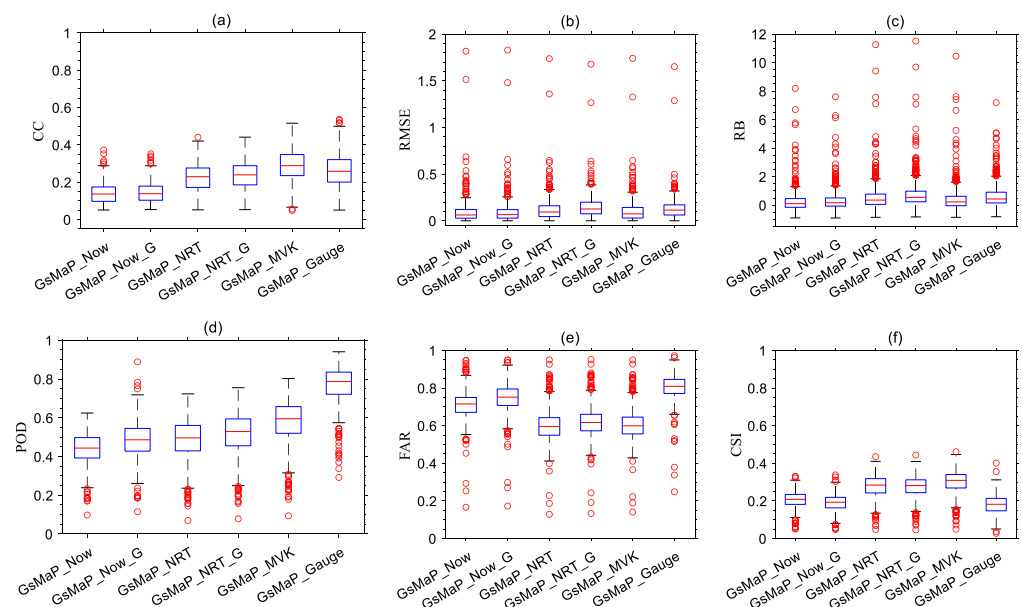 (a)
CC
1
0.8
0.6
0.4
0.2
0
GsMaP_Now
GsMaP_Now_G
GsMaP_NRT
GsMaP_NRT_G
GsMaP_MVK
GsMaP_Gauge
(b)
RMSE
2
1.5
1
0.5
0
GsMaP_Now
GsMaP_Now_G
GsMaP_NRT
GsMaP_NRT_G
GsMaP_MVK
GsMaP_Gauge
(c)
RB
12
10
8
6
4
2
0
GsMaP_Now
GsMaP_Now_G
GsMaP_NRT
GsMaP_NRT_G
GsMaP_MVK
GsMaP_Gauge
(d)
POD
1
0.8
0.6
0.4
0.2
0
GsMaP_Now
GsMaP_Now_G
GsMaP_NRT
GsMaP_NRT_G
GsMaP_MVK
GsMaP_Gauge
(e)
FAR
1
0.8
0.6
0.4
0.2
0
GsMaP_Now
GsMaP_Now_G
GsMaP_NRT
GsMaP_NRT_G
GsMaP_MVK
GsMaP_Gauge
(f)
CSI
1
0.8
0.6
0.4
0.2
0
GsMaP_Now
GsMaP_Now_G
GsMaP_NRT
GsMaP_NRT_G
GsMaP_MVK
GsMaP_Gauge